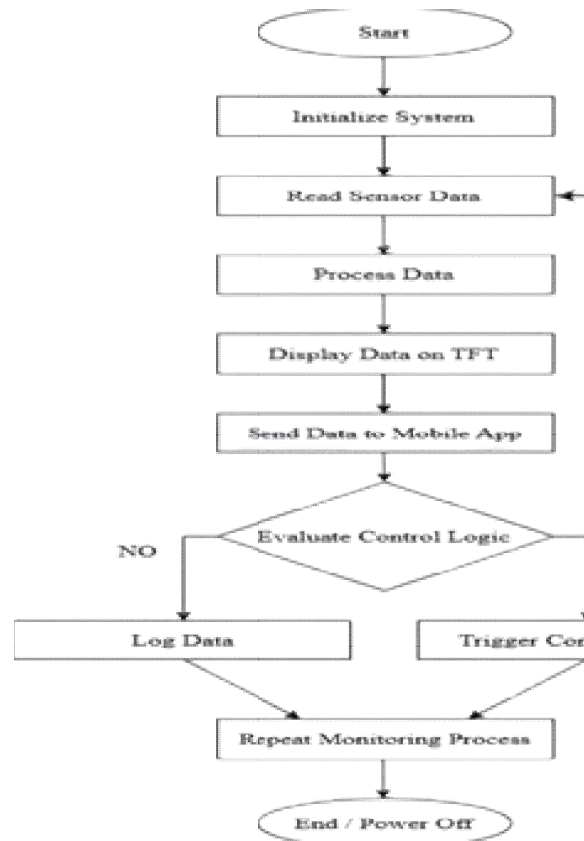 Start
Initialize System
Read Sensor Data
Process Data
Display Data on TFT
Send Data to Mobile App
Evaluate Control Logic
NO
Log Data
Trigger
Repeat Monitoring Process
End / Power Off